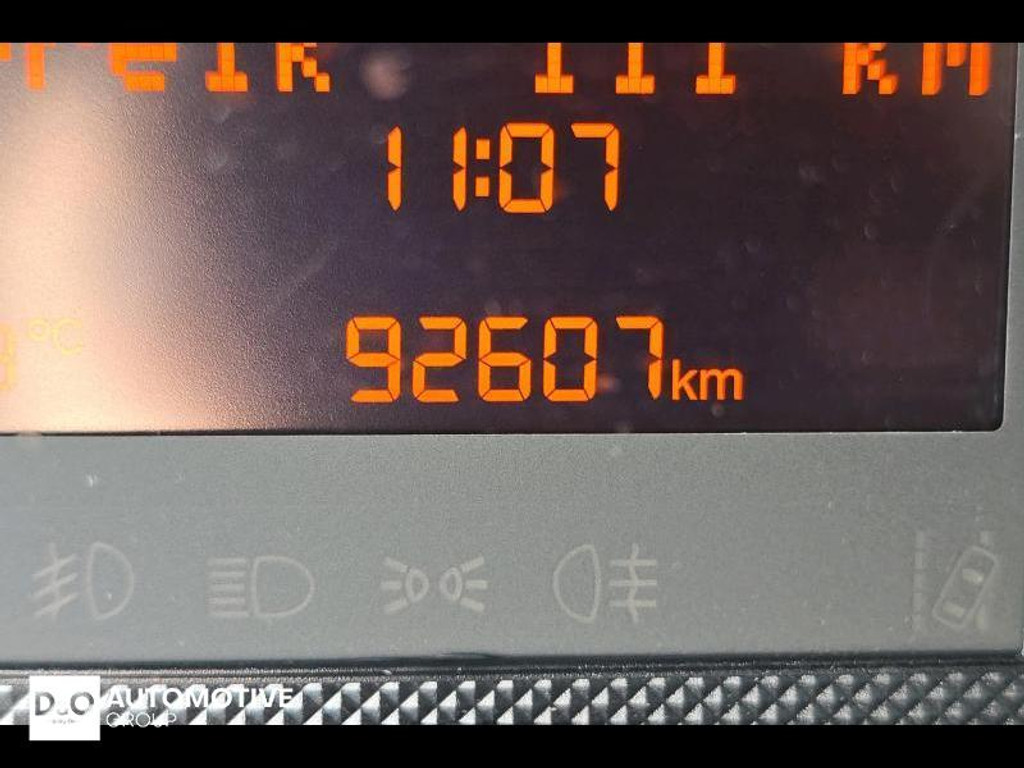 111 KM
11:07
°C
92607km
D&O AUTOMOTIVE
GROUP